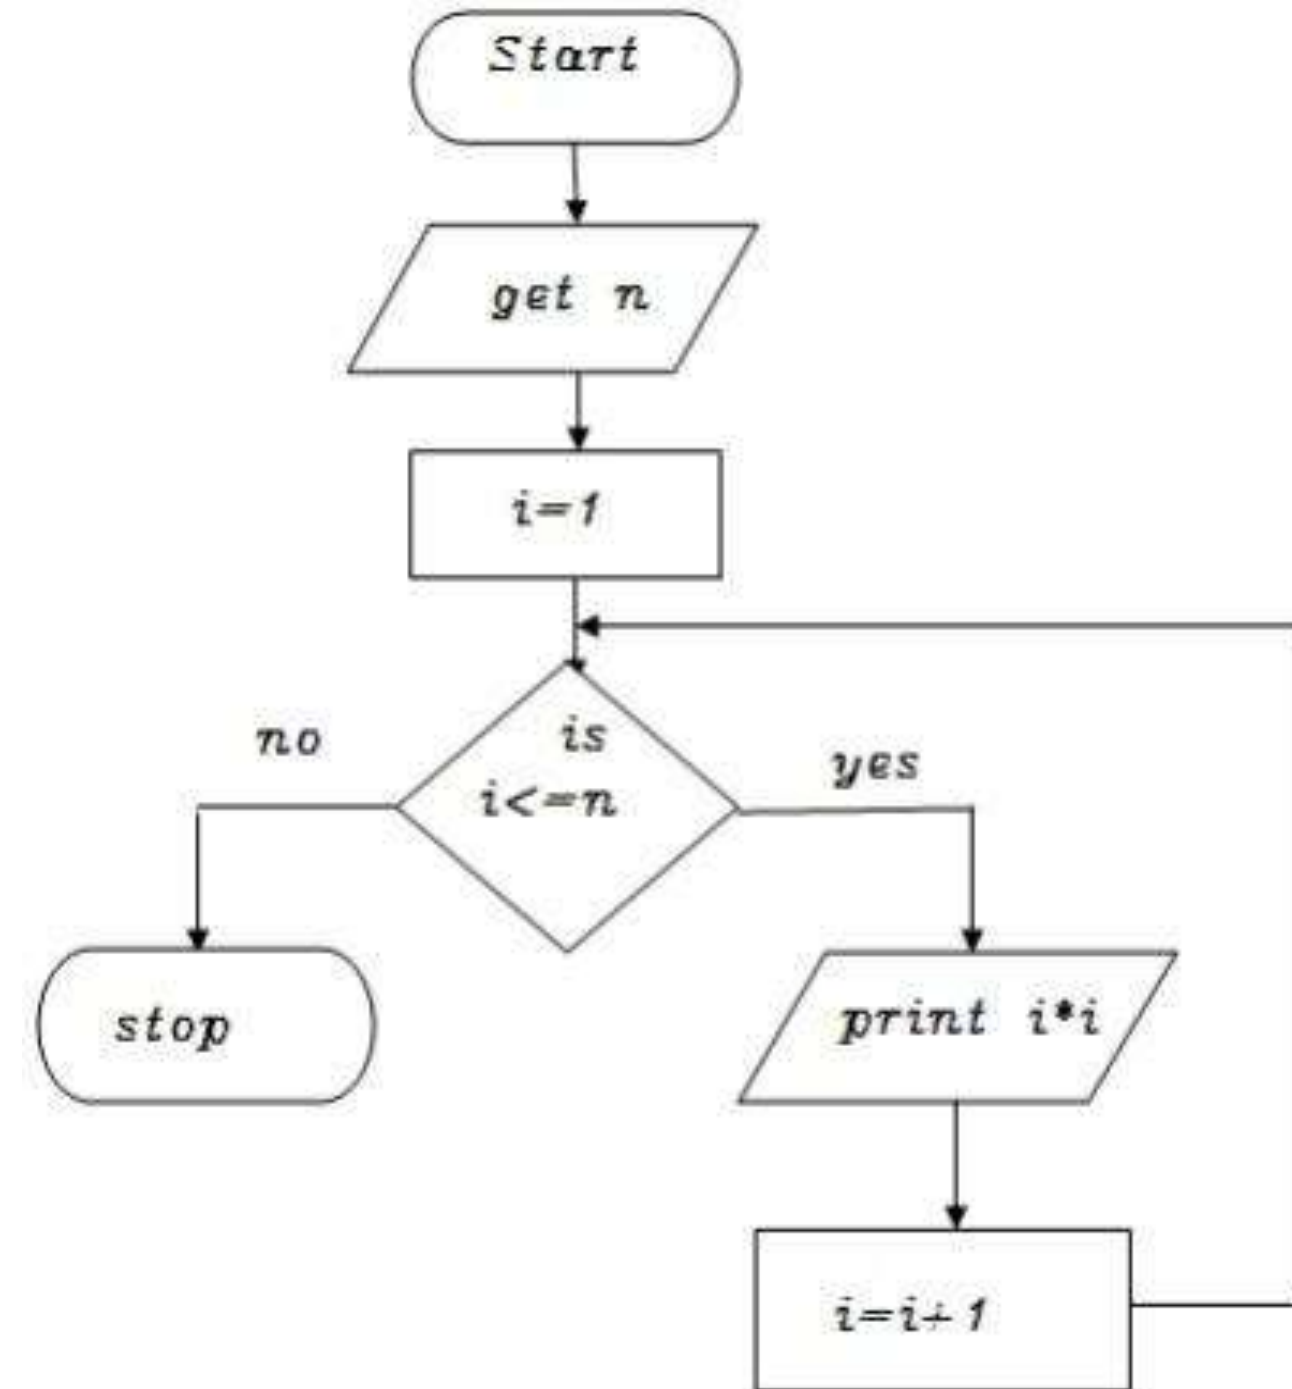 Start
get n
i=1
is
i<=n
no
yes
stop
print i*i
i=i+1